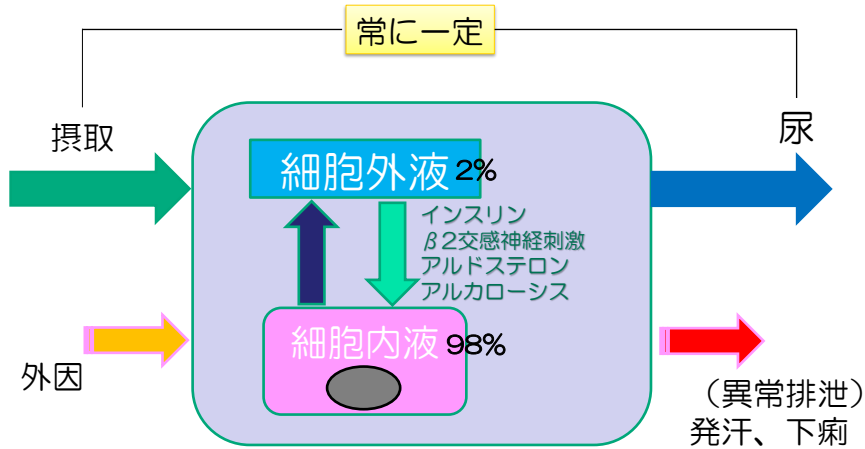 常に一定
摂取
尿
細胞外液 2%
インスリン
β2交感神経刺激
アルドステロン
アルカローシス
細胞内液 98%
外因
（異常排泄）
発汗、下痢